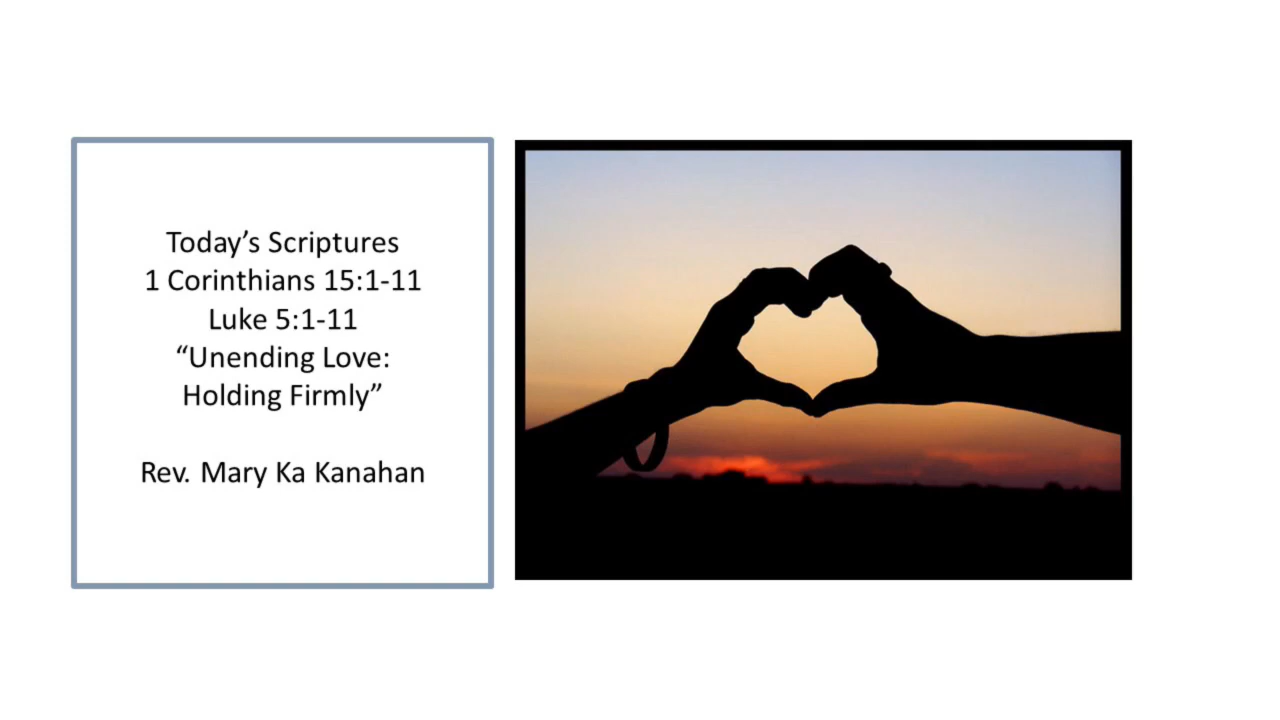 Today’s Scriptures
1 Corinthians 15:1-11
Luke 5:1-11
“Unending Love:
Holding Firmly”
Rev. Mary Ka Kanahan